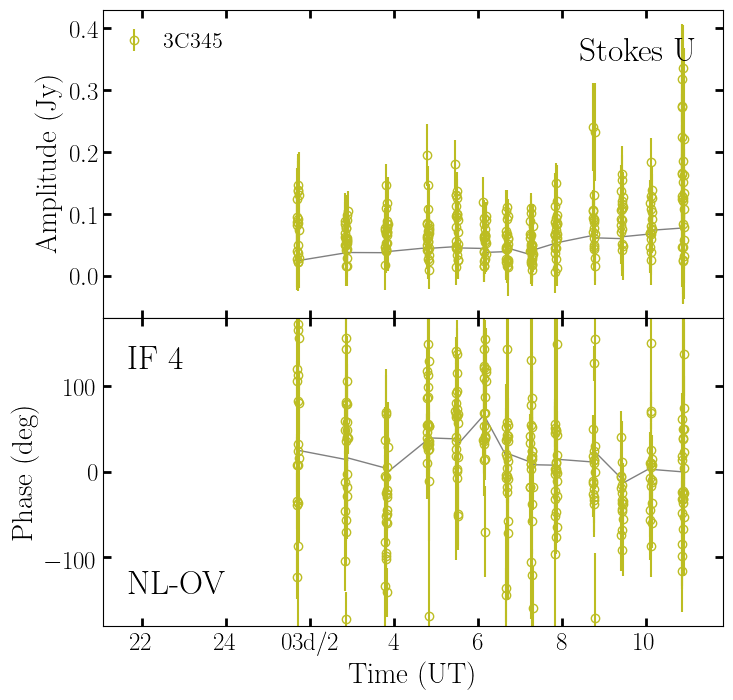 0.4
3C345
Stokes U
0.3
0.2
0.1
0.0
Amplitude (Jy)
IF 4
100
0
−100
Phase (deg)
NL-OV
22 24 03d/2 4 6 8 10
Time (UT)